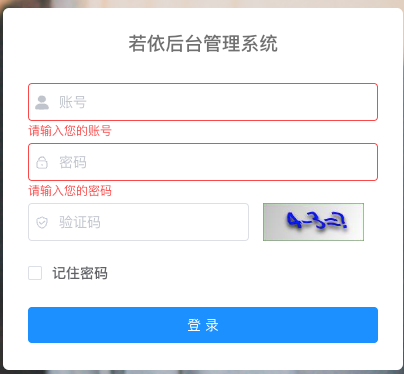 若依后台管理系统
账号
请输入您的账号
密码
请输入您的密码
验证码
4-3=?
记住密码
登 录